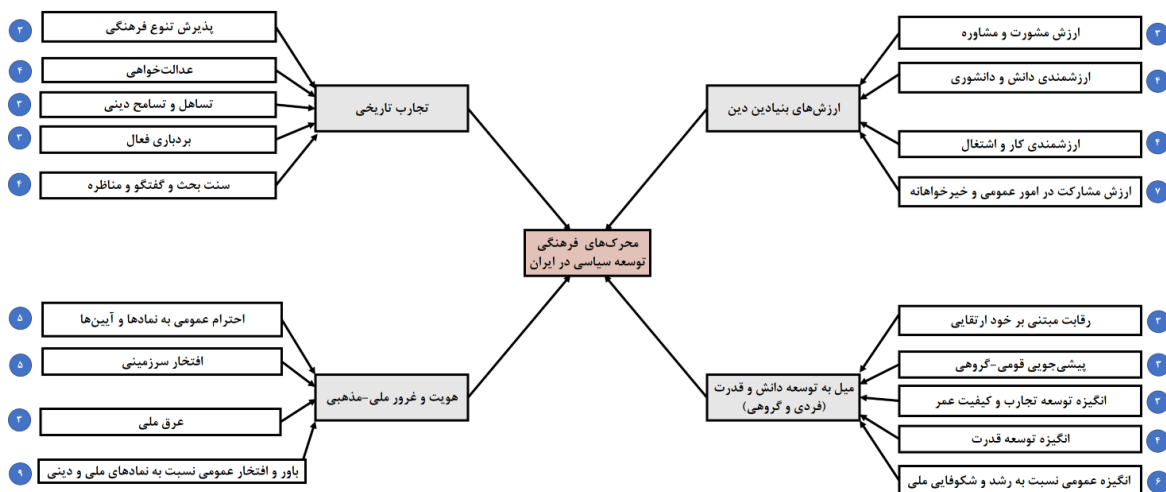 ارزش مشورت و مشاوره
۳
ارزشمندی دانش و دانشوری
۴
ارزشمندی کار و اشتغال
۴
ارزش مشارکت در امور عمومی و خیرخواهانه
۷
ارزش‌های بنیادین دین
پذیرش تنوع فرهنگی
۳
عدالت‌خواهی
۴
تساهل و تسامح دینی
۳
بردباری فعال
۳
سنت بحث و گفتگو و مناظره
۴
تجارب تاریخی
محرک‌های فرهنگی
توسعه سیاسی در ایران
رقابت مبتنی بر خود ارتقایی
۳
پیشی‌جویی قومی-گروهی
۳
انگیزه توسعه تجارب و کیفیت عمر
۳
انگیزه توسعه قدرت
۴
انگیزه عمومی نسبت به رشد و شکوفایی ملی
۶
میل به توسعه دانش و قدرت
(فردی و گروهی)
احترام عمومی به نمادها و آیین‌ها
۵
افتخار سرزمینی
۵
عرق ملی
۳
باور و افتخار عمومی نسبت به نمادهای ملی و دینی
۹
هویت و غرور ملی-مذهبی